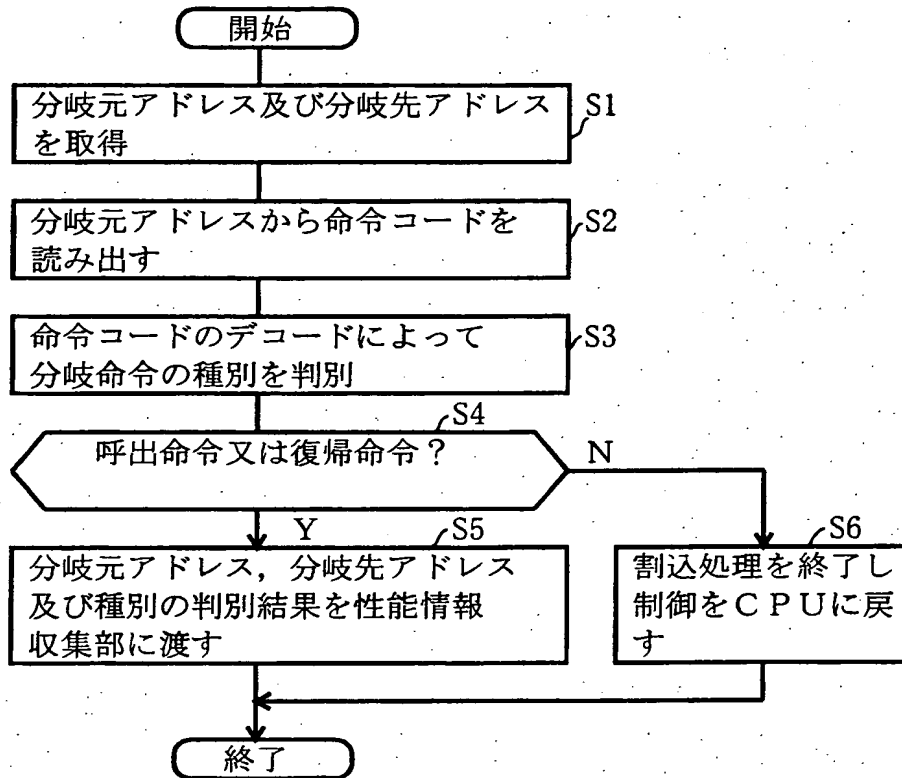 開始
分岐元アドレス及び分岐先アドレス
を取得
S1
分岐元アドレスから命令コードを
読み出す
S2
命令コードのデコードによって
分岐命令の種別を判別
S3
S4
呼出命令又は復帰命令？
N
Y
S5
分岐元アドレス，分岐先アドレス
及び種別の判別結果を性能情報
収集部に渡す
S6
割込処理を終了し
制御をＣＰＵに戻
す
終了